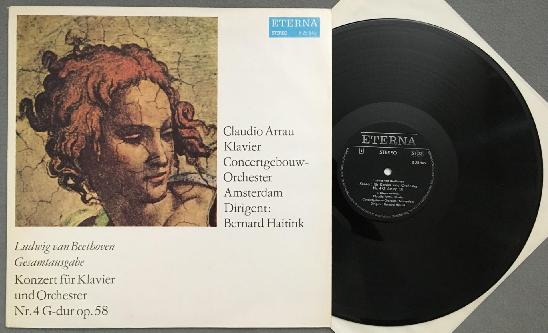 ETERNA
STEREO
Claudio Arrau
Klavier
Concertgebouw-
Orchester
Amsterdam
Dirigent:
Bernard Haitink
Ludwig van Beethoven
Gesamtausgabe
Konzert für Klavier
und Orchester
Nr. 4 G-dur op. 58
ETERNA
STEREO